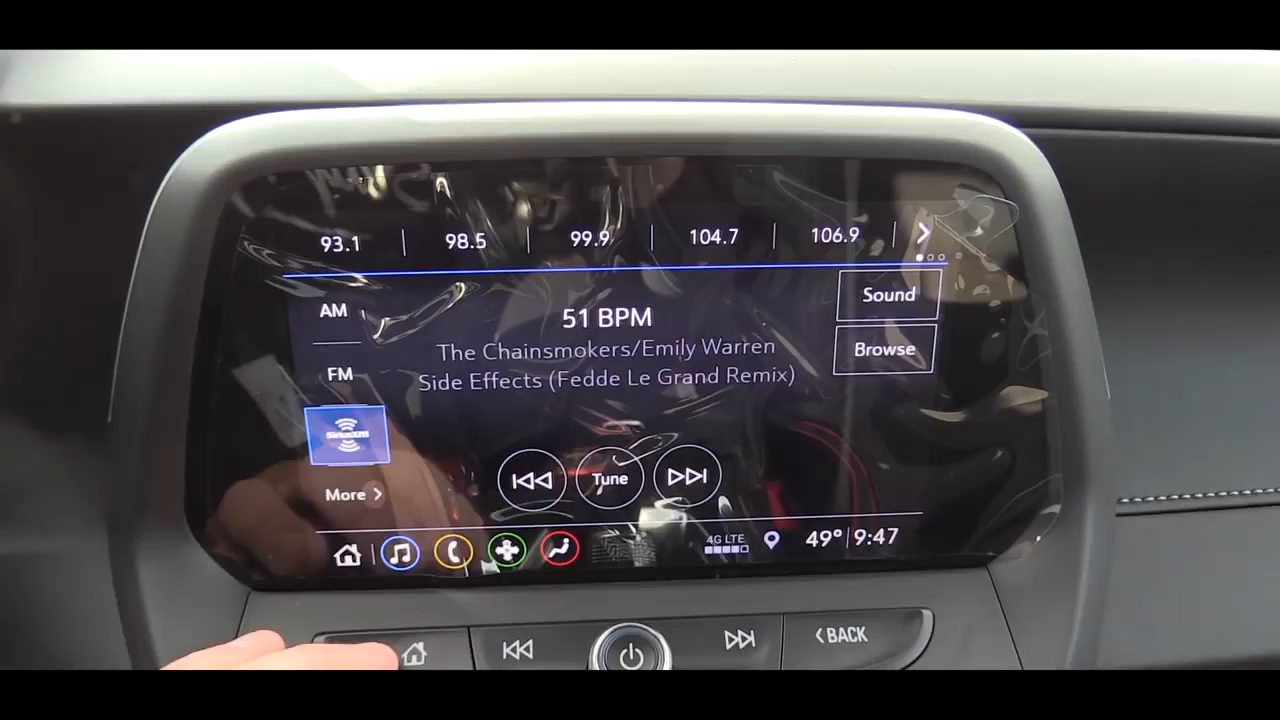 93.1 98.5 99.9 104.7 106.9
Sound
AM
51 BPM
Browse
The Chainsmokers/Emily Warren
FM
Side Effects (Fedde Le Grand Remix)
SiriusXM
Tune
More
4G LTE
49° 9:47
BACK